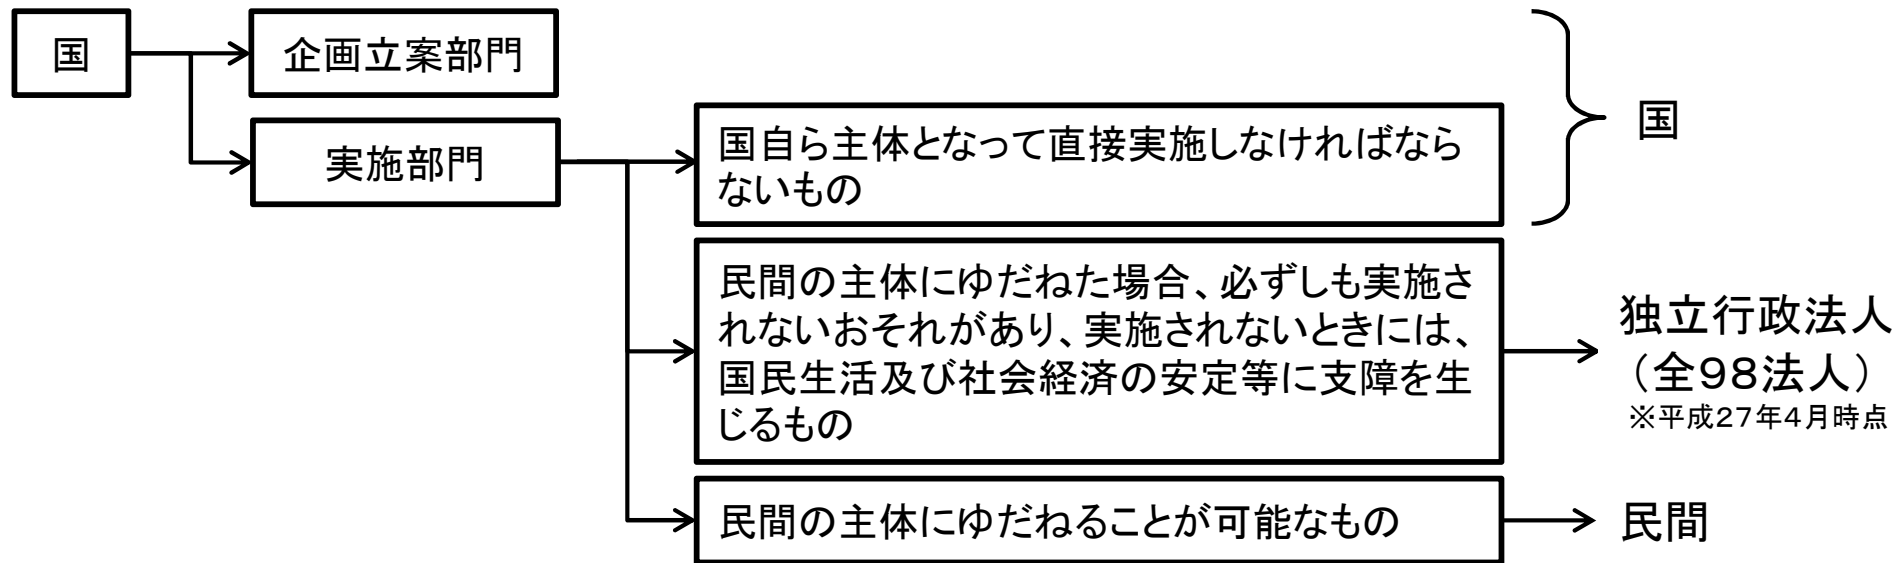 国
企画立案部門
実施部門
国自ら主体となって直接実施しなければなら
ないもの
国
民間の主体にゆだねた場合、必ずしも実施さ
れないおそれがあり、実施されないときには、
国民生活及び社会経済の安定等に支障を生
じるもの
独立行政法人
（全９８法人）
※平成２７年４月時点
民間の主体にゆだねることが可能なもの
民間